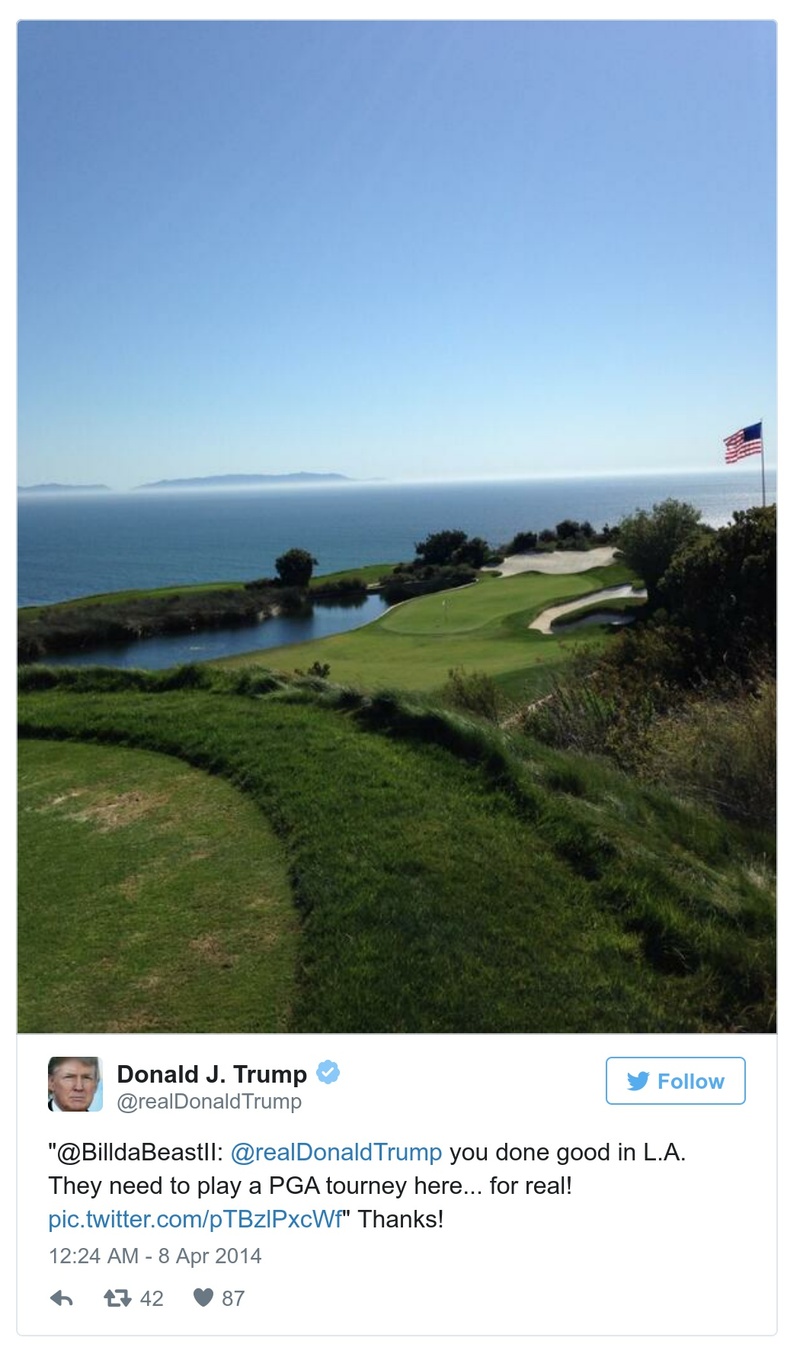 Donald J. Trump
@realDonaldTrump
Follow
"@BilldaBeastII: @realDonaldTrump you done good in L.A.
They need to play a PGA tourney here... for real!
pic.twitter.com/pTBzlPxcWf" Thanks!
12:24 AM - 8 Apr 2014
42
87